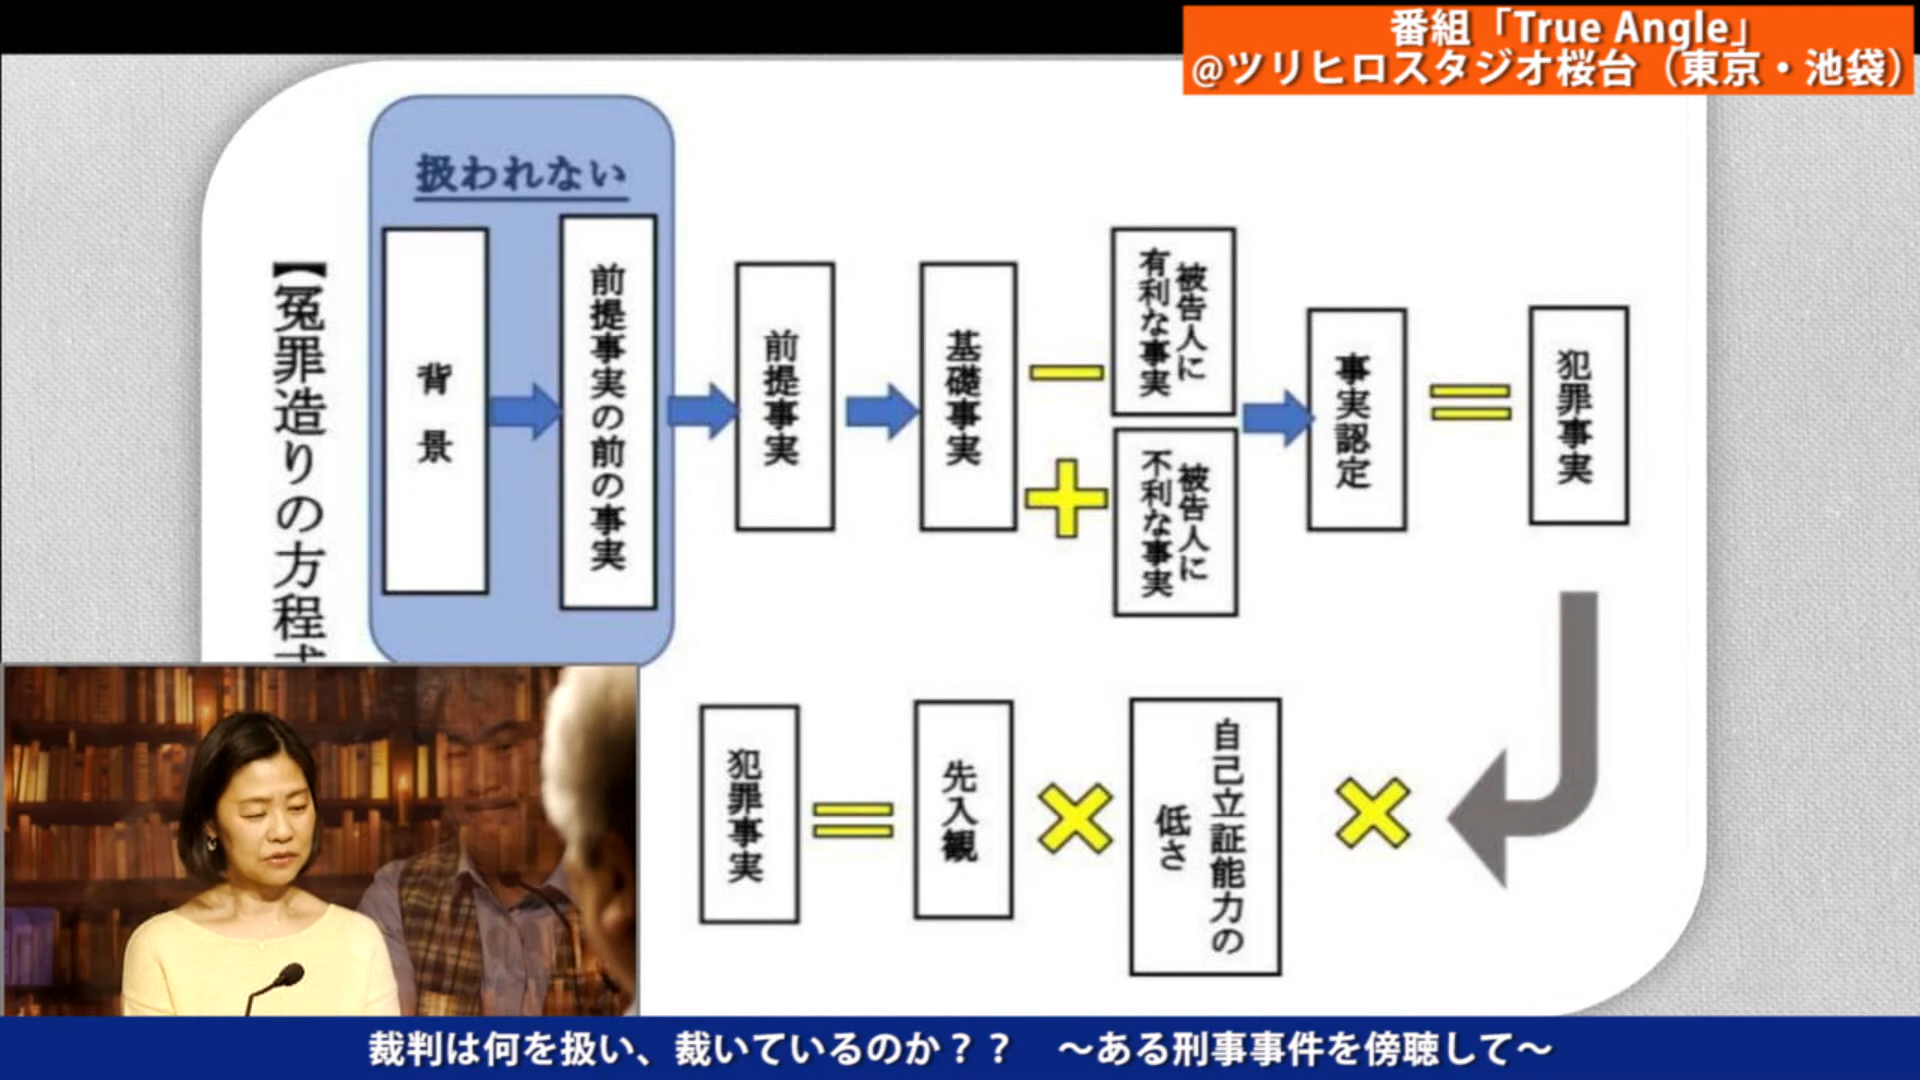 番組「True Angle」
@ツリヒロスタジオ桜台（東京・池袋）
【冤罪造りの方程式
扱われない
背景
前提事実の前の事実
前提事実
基礎事実
被告人に
有利な事実
被告人に
不利な事実
事実認定
犯罪事実
犯罪事実
先入観
自己立証能力の
低さ
裁判は何を扱い、裁いているのか？？　～ある刑事事件を傍聴して～